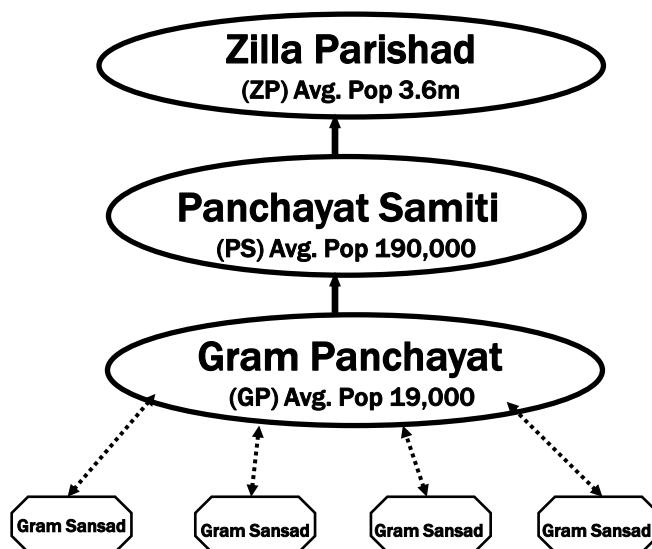 Zilla Parishad
(ZP) Avg. Pop 3.6m
Panchayat Samiti
(PS) Avg. Pop 190,000
Gram Panchayat
(GP) Avg. Pop 19,000
Gram Sansad
Gram Sansad
Gram Sansad
Gram Sansad